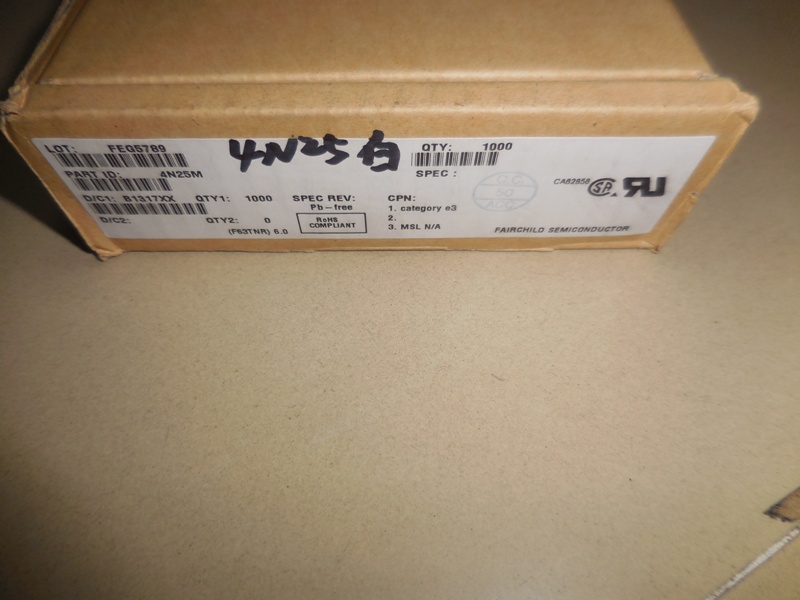 LOT: FEG5789 4N25白 QTY: 1000
PART ID: 4N25M SPEC :
D/C1: B1317XX QTY1: 1000 SPEC REV: CPN:
Pb-free 1. category e3
D/C2: QTY2: 0 RoHS COMPLIANT 2.
3. MSL N/A
(F63TNR) 6.0
Q.C
CA92858
FAIRCHILD SEMICONDUCTOR